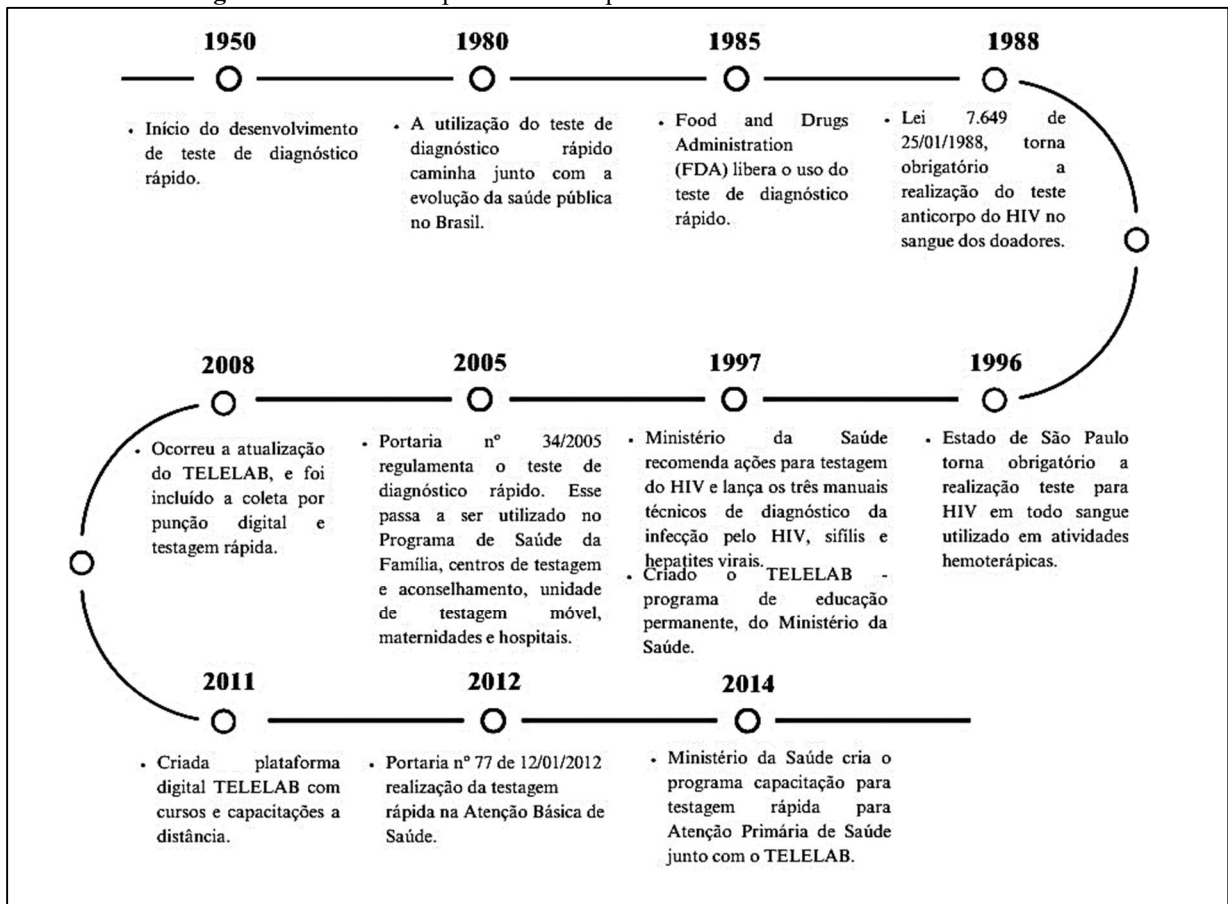 1950
Início do desenvolvimento
de teste de diagnóstico
rápido.
1980
A utilização do teste de
diagnóstico rápido
caminha junto com a
evolução da saúde pública
no Brasil.
1985
Food and Drugs
Administration
(FDA) libera o uso do
teste de diagnóstico
rápido.
1988
Lei 7.649 de
25/01/1988, torna
obrigatório a
realização do teste
anticorpo do HIV no
sangue dos doadores.
1996
Estado de São Paulo
torna obrigatório a
realização teste para
HIV em todo sangue
utilizado em atividades
hemoterápicas.
1997
Ministério da Saúde
recomenda ações para testagem
do HIV e lança os três manuais
técnicos de diagnóstico da
infecção pelo HIV, sífilis e
hepatites virais.
Criado o TELELAB -
programa de educação
permanente, do Ministério da
Saúde.
2005
Portaria nº 34/2005
regulamenta o teste de
diagnóstico rápido. Esse
passa a ser utilizado no
Programa de Saúde da
Família, centros de testagem
e aconselhamento, unidade
de testagem móvel,
maternidades e hospitais.
2008
Ocorreu a atualização
do TELELAB, e foi
incluído a coleta por
punção digital e
testagem rápida.
2011
Criada plataforma
digital TELELAB com
cursos e capacitações a
distância.
2012
Portaria nº 77 de 12/01/2012
realização da testagem
rápida na Atenção Básica de
Saúde.
2014
Ministério da Saúde cria o
programa capacitação para
testagem rápida para
Atenção Primária de Saúde
junto com o TELELAB.